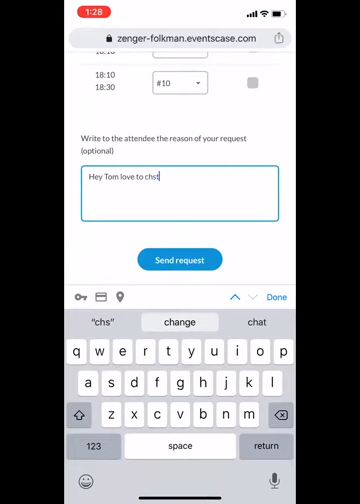 1:28
zenger-folkman.eventscase.com
18:10
18:10
18:30
#10
Write to the attendee the reason of your request
(optional)
Hey Tom love to chst
Send request
Done
"chs"
change
chat
q w e r t y u i o p
a s d f g h j k l
z x c v b n m
123
space
return